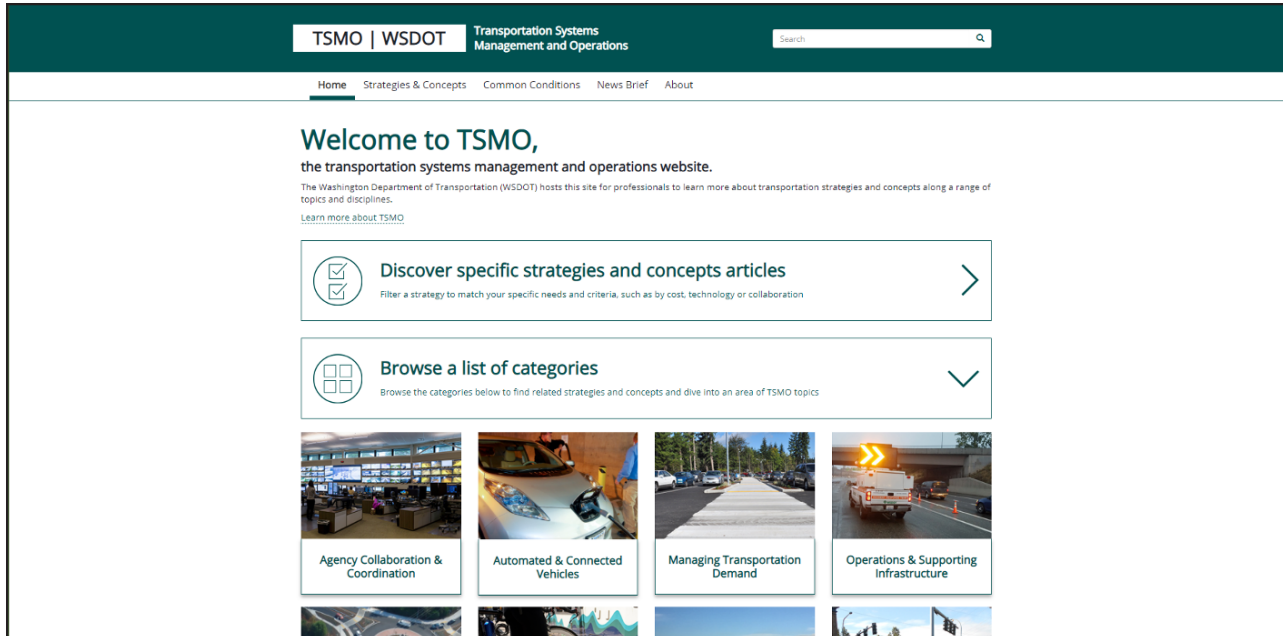 TSMO | WSDOT
Transportation Systems
Management and Operations
Search
Home Strategies & Concepts Common Conditions News Brief About
Welcome to TSMO,
the transportation systems management and operations website.
The Washington Department of Transportation (WSDOT) hosts this site for professionals to learn more about transportation strategies and concepts along a range of
topics and disciplines.
Learn more about TSMO
Discover specific strategies and concepts articles
Filter a strategy to match your specific needs and criteria, such as by cost, technology or collaboration
Browse a list of categories
Browse the categories below to find related strategies and concepts and dive into an area of TSMO topics
Agency Collaboration &
Coordination
Automated & Connected
Vehicles
Managing Transportation
Demand
Operations & Supporting
Infrastructure